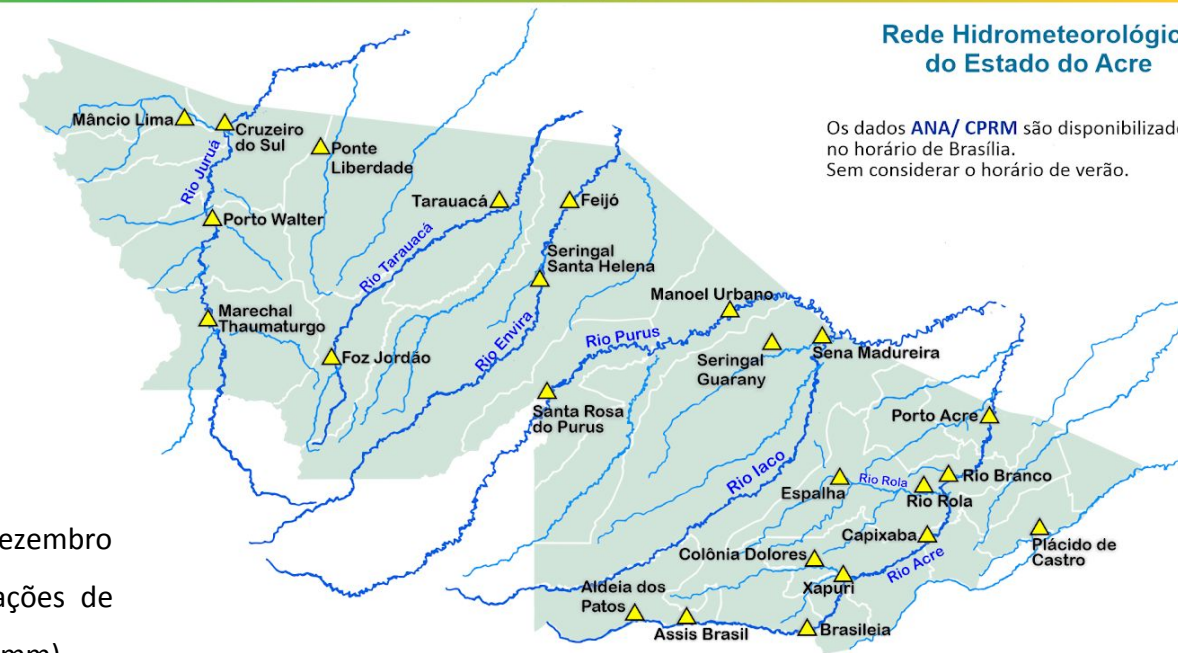 Rede Hidrometeorológic
do Estado do Acre
Os dados ANA/ CPRM são disponibilizad
no horário de Brasília.
Sem considerar o horário de verão.
Mâncio Lima
Cruzeiro
do Sul
Ponte
Liberdade
Rio Juruá
Porto Walter
Tarauacá
Feijó
Rio Tarauacá
Seringal
Santa Helena
Marechal
Thaumaturgo
Foz Jordão
Rio Envira
Manoel Urbano
Rio Purus
Seringal
Guarany
Sena Madureira
Santa Rosa
do Purus
Porto Acre
Rio Iaco
Espalha
Rio Rola
Rio Rola
Rio Branco
Capixaba
Plácido de
Castro
Colônia Dolores
Rio Acre
Xapuri
Aldeia dos
Patos
Assis Brasil
Brasileia
ezembro
ações de
mm)